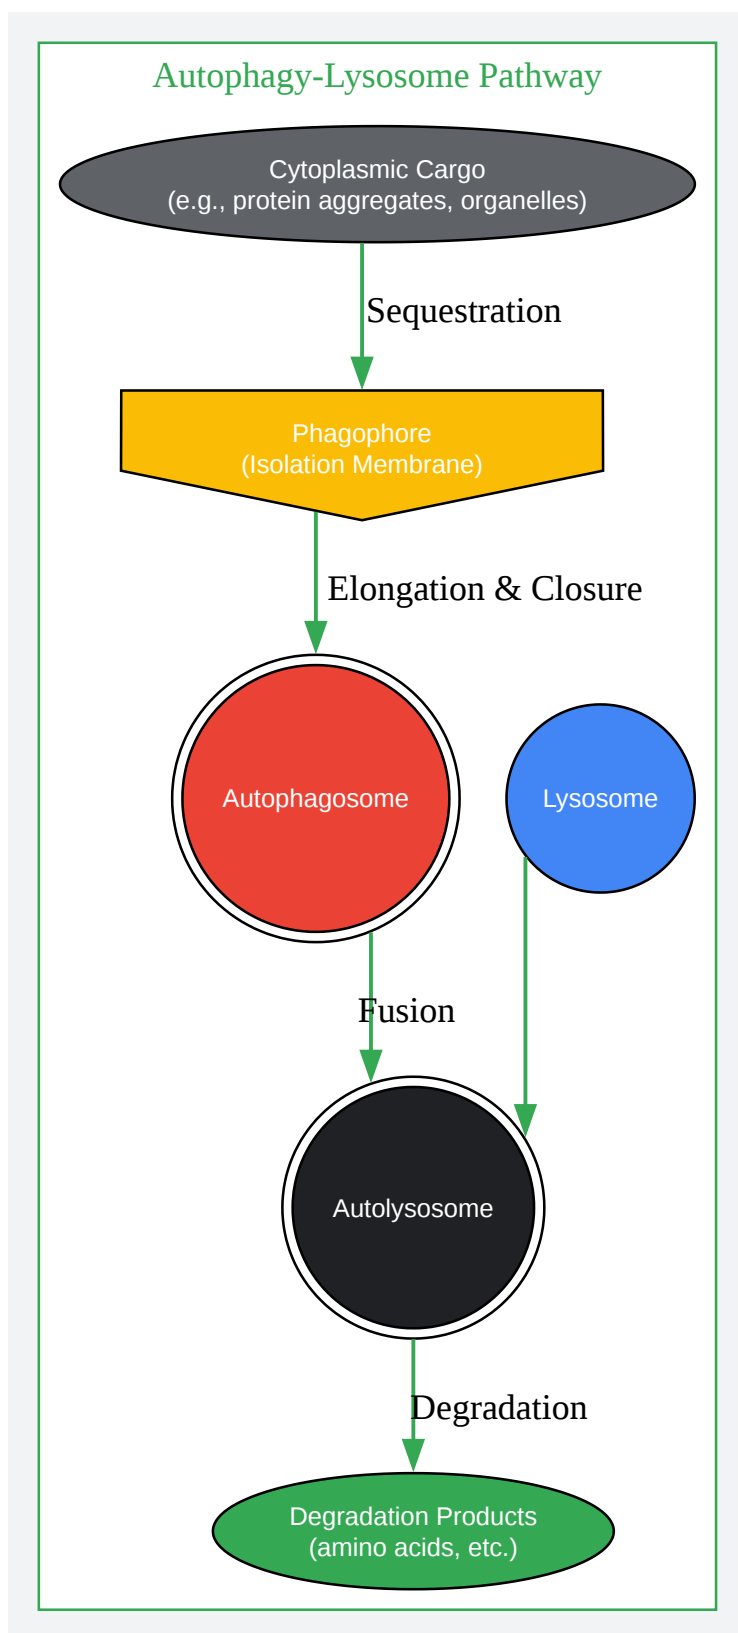 Autophagy-Lysosome Pathway
Cytoplasmic Cargo
(e.g., protein aggregates, organelles)
Sequestration
Phagophore
(Isolation Membrane)
Elongation & Closure
Autophagosome
Lysosome
Fusion
Autolysosome
Degradation
Degradation Products
(amino acids, etc.)